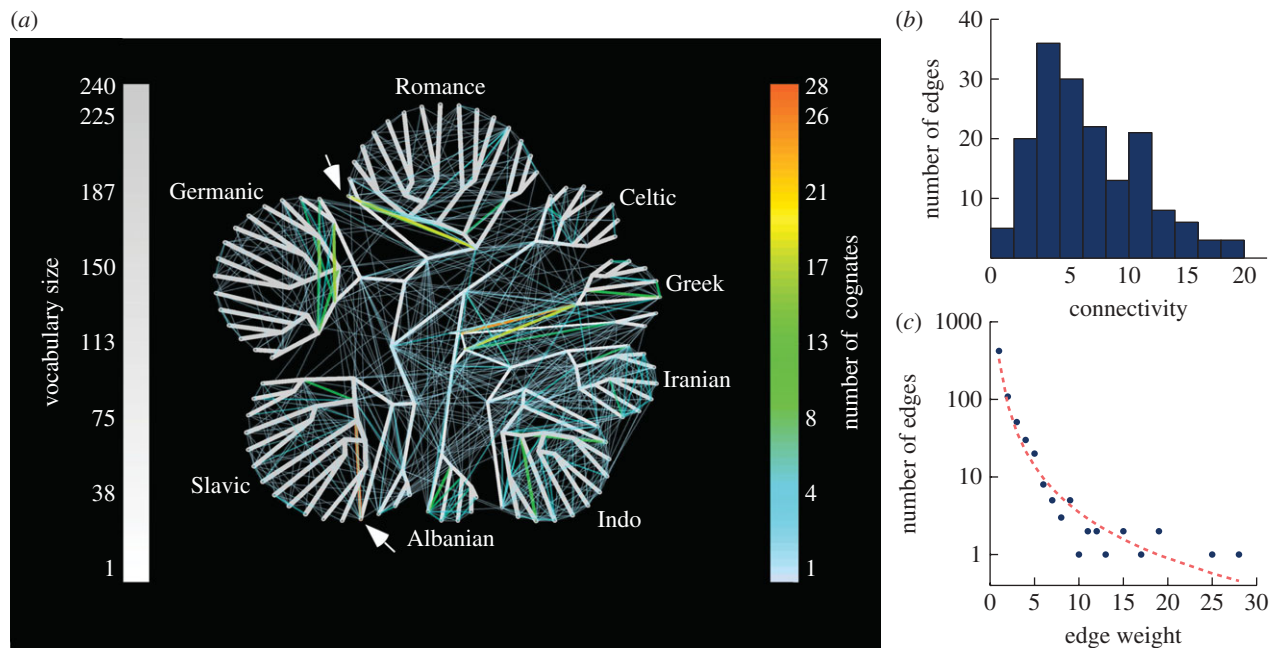 (a)
vocabulary size
240
225
187
150
113
75
38
1
Romance
Germanic
Celtic
Greek
Iranian
Indo
Albanian
Slavic
number of cognates
28
26
21
17
13
8
4
1
(b)
number of edges
40
30
20
10
0 5 10 15 20
connectivity
(c)
number of edges
1000
100
10
1
0 5 10 15 20 25 30
edge weight